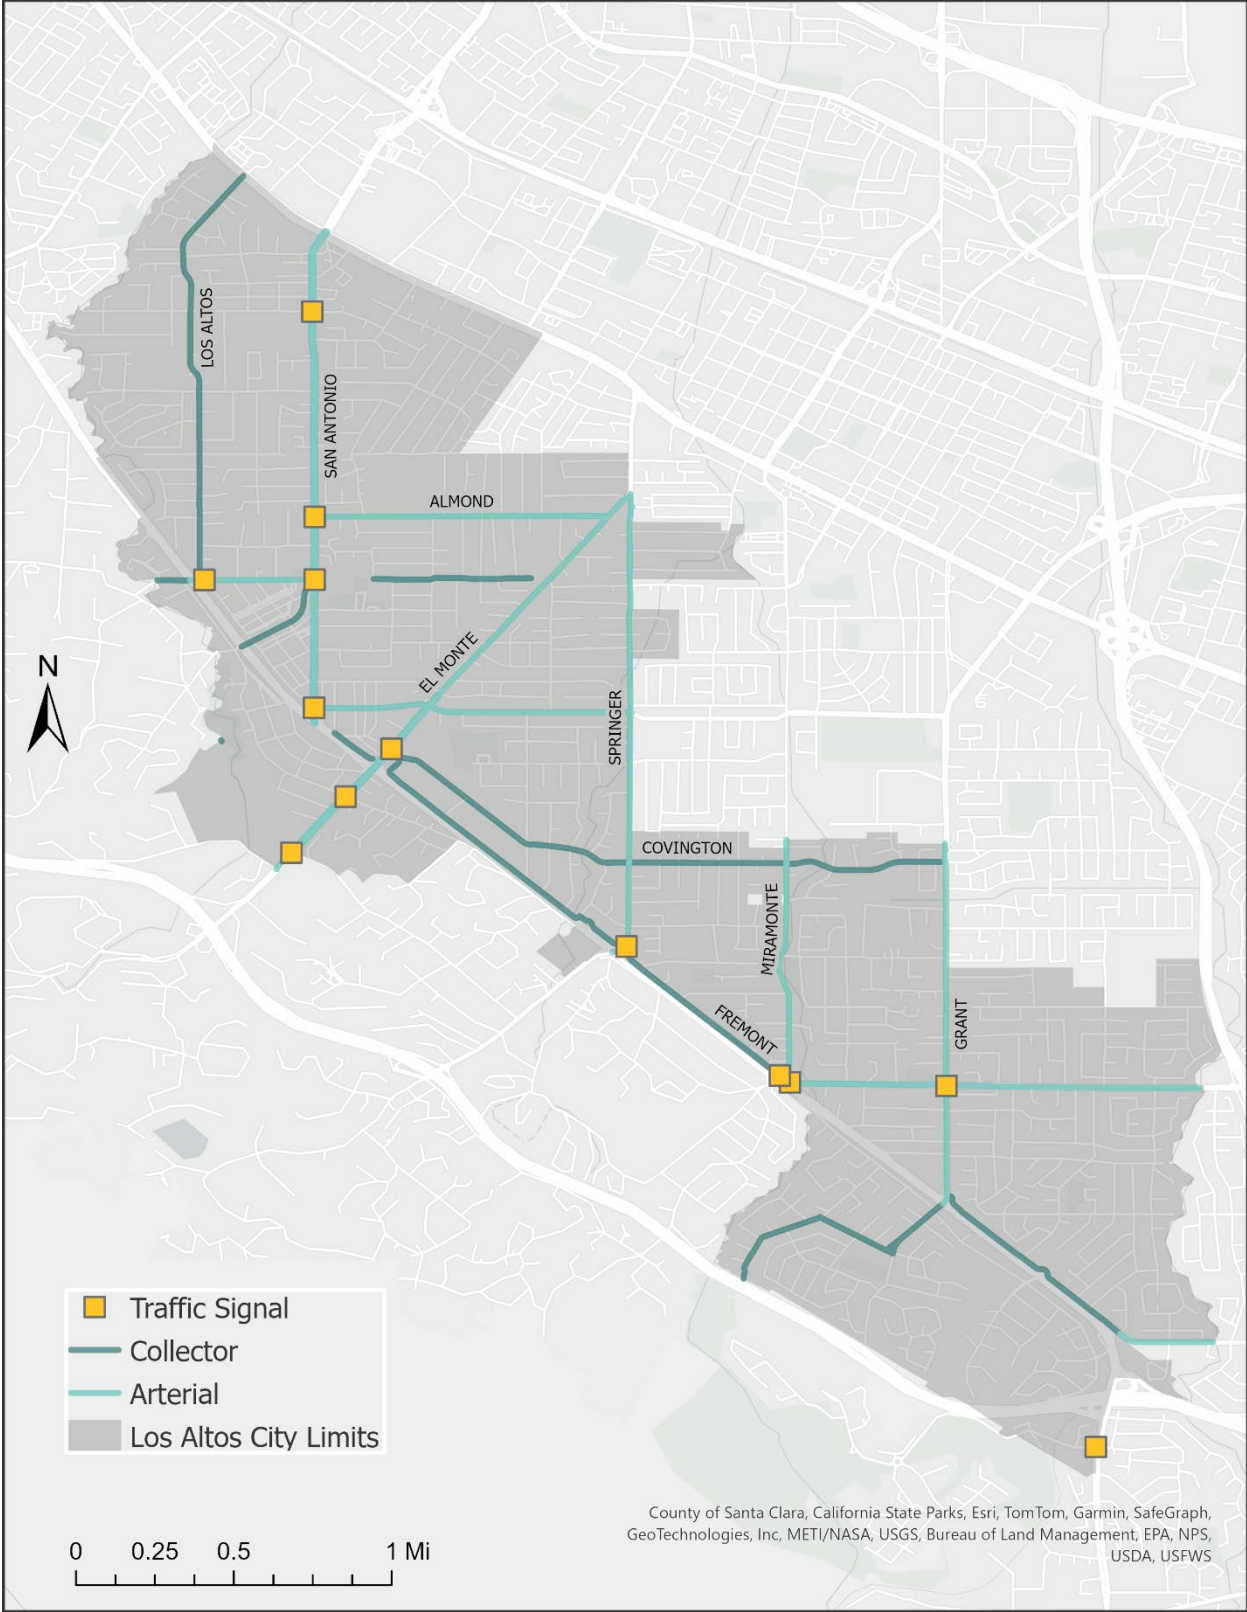 LOS ALTOS
SAN ANTONIO
ALMOND
EL MONTE
N
SPRINGER
COVINGTON
MIRAMONTE
FREMONT
GRANT
Traffic Signal
Collector
Arterial
Los Altos City Limits
County of Santa Clara, California State Parks, Esri, TomTom, Garmin, SafeGraph,
GeoTechnologies, Inc, METI/NASA, USGS, Bureau of Land Management, EPA, NPS,
USDA, USFWS
0 0.25 0.5 1 Mi